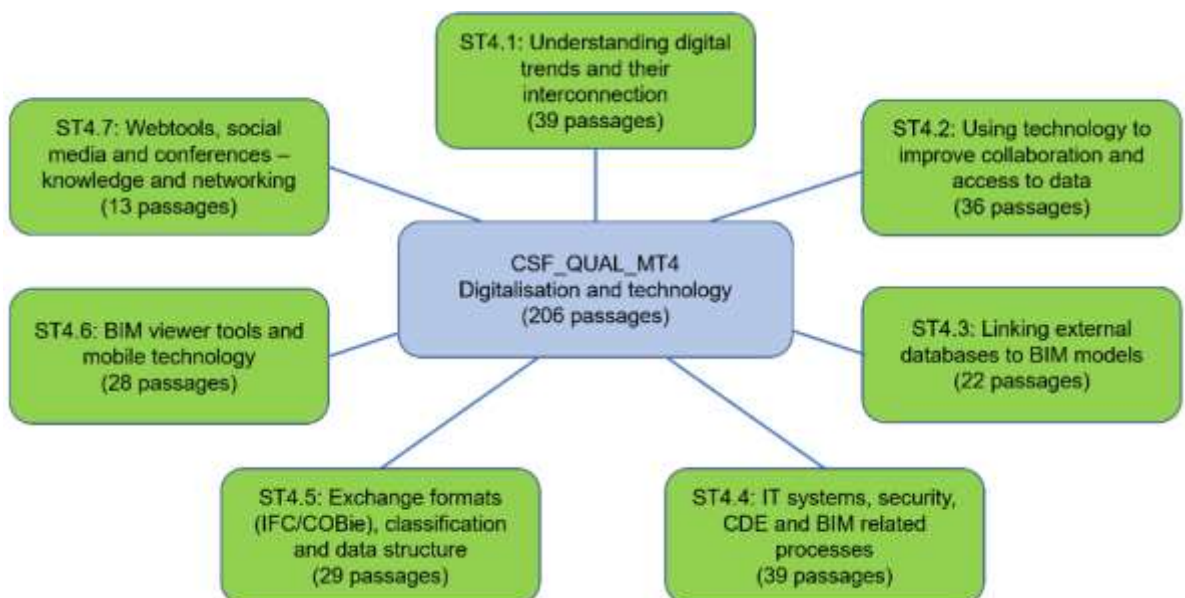 ST4.1: Understanding digital
trends and their
interconnection
(39 passages)
ST4.7: Webtools, social
media and conferences –
knowledge and networking
(13 passages)
ST4.2: Using technology to
improve collaboration and
access to data
(36 passages)
CSF_QUAL_MT4
Digitalisation and technology
(206 passages)
ST4.6: BIM viewer tools and
mobile technology
(28 passages)
ST4.3: Linking external
databases to BIM models
(22 passages)
ST4.5: Exchange formats
(IFC/COBie), classification
and data structure
(29 passages)
ST4.4: IT systems, security,
CDE and BIM related
processes
(39 passages)